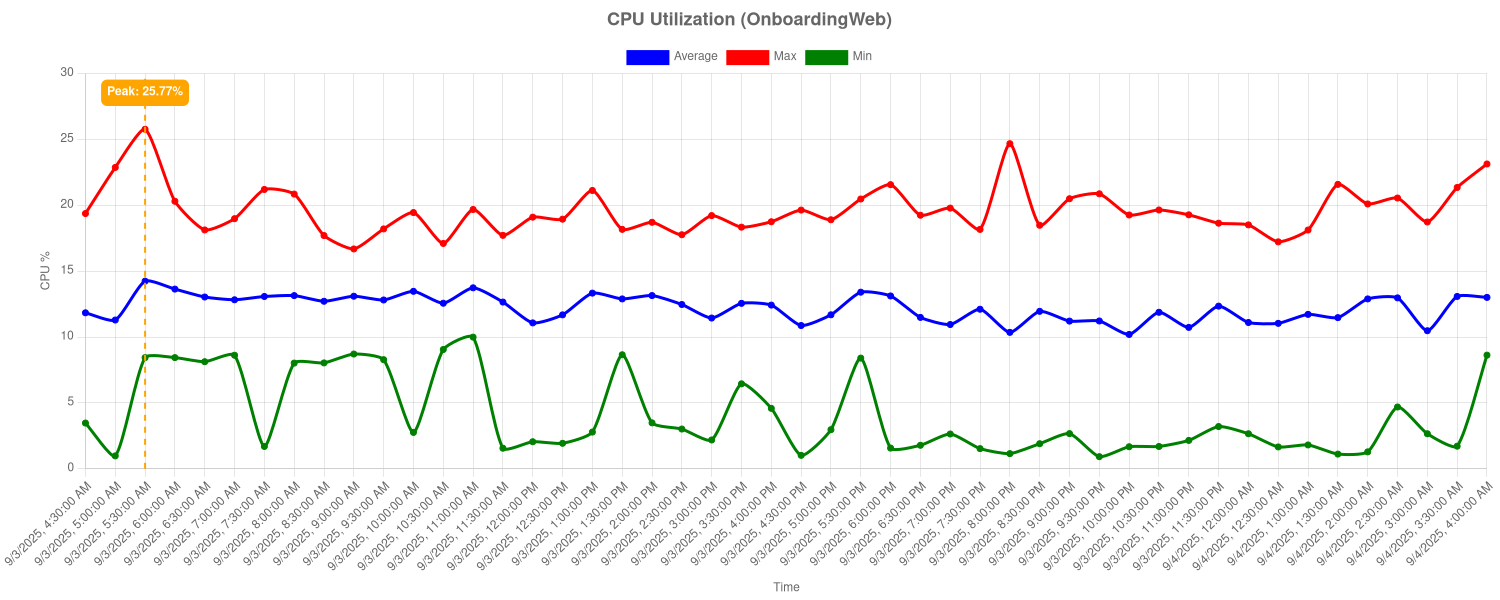 CPU Utilization (OnboardingWeb)
Average Max Min
30
Peak: 25.77%
25
20
15
10
5
0
CPU %
9/3/2025, 4:30:00 AM
9/3/2025, 5:00:00 AM
9/3/2025, 5:30:00 AM
9/3/2025, 6:00:00 AM
9/3/2025, 6:30:00 AM
9/3/2025, 7:00:00 AM
9/3/2025, 7:30:00 AM
9/3/2025, 8:00:00 AM
9/3/2025, 8:30:00 AM
9/3/2025, 9:00:00 AM
9/3/2025, 9:30:00 AM
9/3/2025, 10:00:00 AM
9/3/2025, 10:30:00 AM
9/3/2025, 11:00:00 AM
9/3/2025, 11:30:00 AM
9/3/2025, 12:00:00 PM
9/3/2025, 12:30:00 PM
9/3/2025, 1:00:00 PM
9/3/2025, 1:30:00 PM
9/3/2025, 2:00:00 PM
9/3/2025, 2:30:00 PM
9/3/2025, 3:00:00 PM
9/3/2025, 3:30:00 PM
9/3/2025, 4:00:00 PM
9/3/2025, 4:30:00 PM
9/3/2025, 5:00:00 PM
9/3/2025, 5:30:00 PM
9/3/2025, 6:00:00 PM
9/3/2025, 6:30:00 PM
9/3/2025, 7:00:00 PM
9/3/2025, 7:30:00 PM
9/3/2025, 8:00:00 PM
9/3/2025, 8:30:00 PM
9/3/2025, 9:00:00 PM
9/3/2025, 9:30:00 PM
9/3/2025, 10:00:00 PM
9/3/2025, 10:30:00 PM
9/3/2025, 11:00:00 PM
9/3/2025, 11:30:00 PM
9/4/2025, 12:00:00 AM
9/4/2025, 12:30:00 AM
9/4/2025, 1:00:00 AM
9/4/2025, 1:30:00 AM
9/4/2025, 2:00:00 AM
9/4/2025, 2:30:00 AM
9/4/2025, 3:00:00 AM
9/4/2025, 3:30:00 AM
9/4/2025, 4:00:00 AM
Time